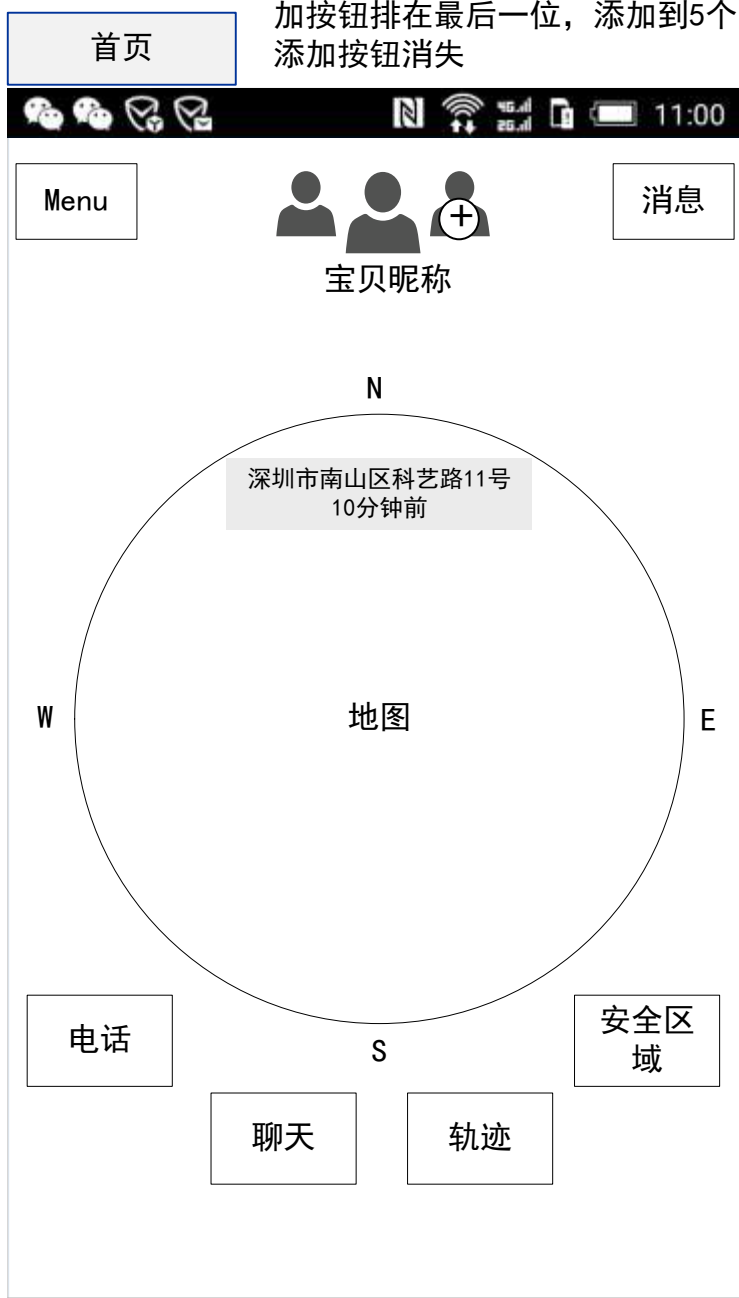 加按钮排在最后一位，添加到5个
首页
添加按钮消失
4G
2G
11:00
Menu
消息
宝贝昵称
N
深圳市南山区科艺路11号
10分钟前
W
地图
E
电话
S
安全区
域
聊天
轨迹